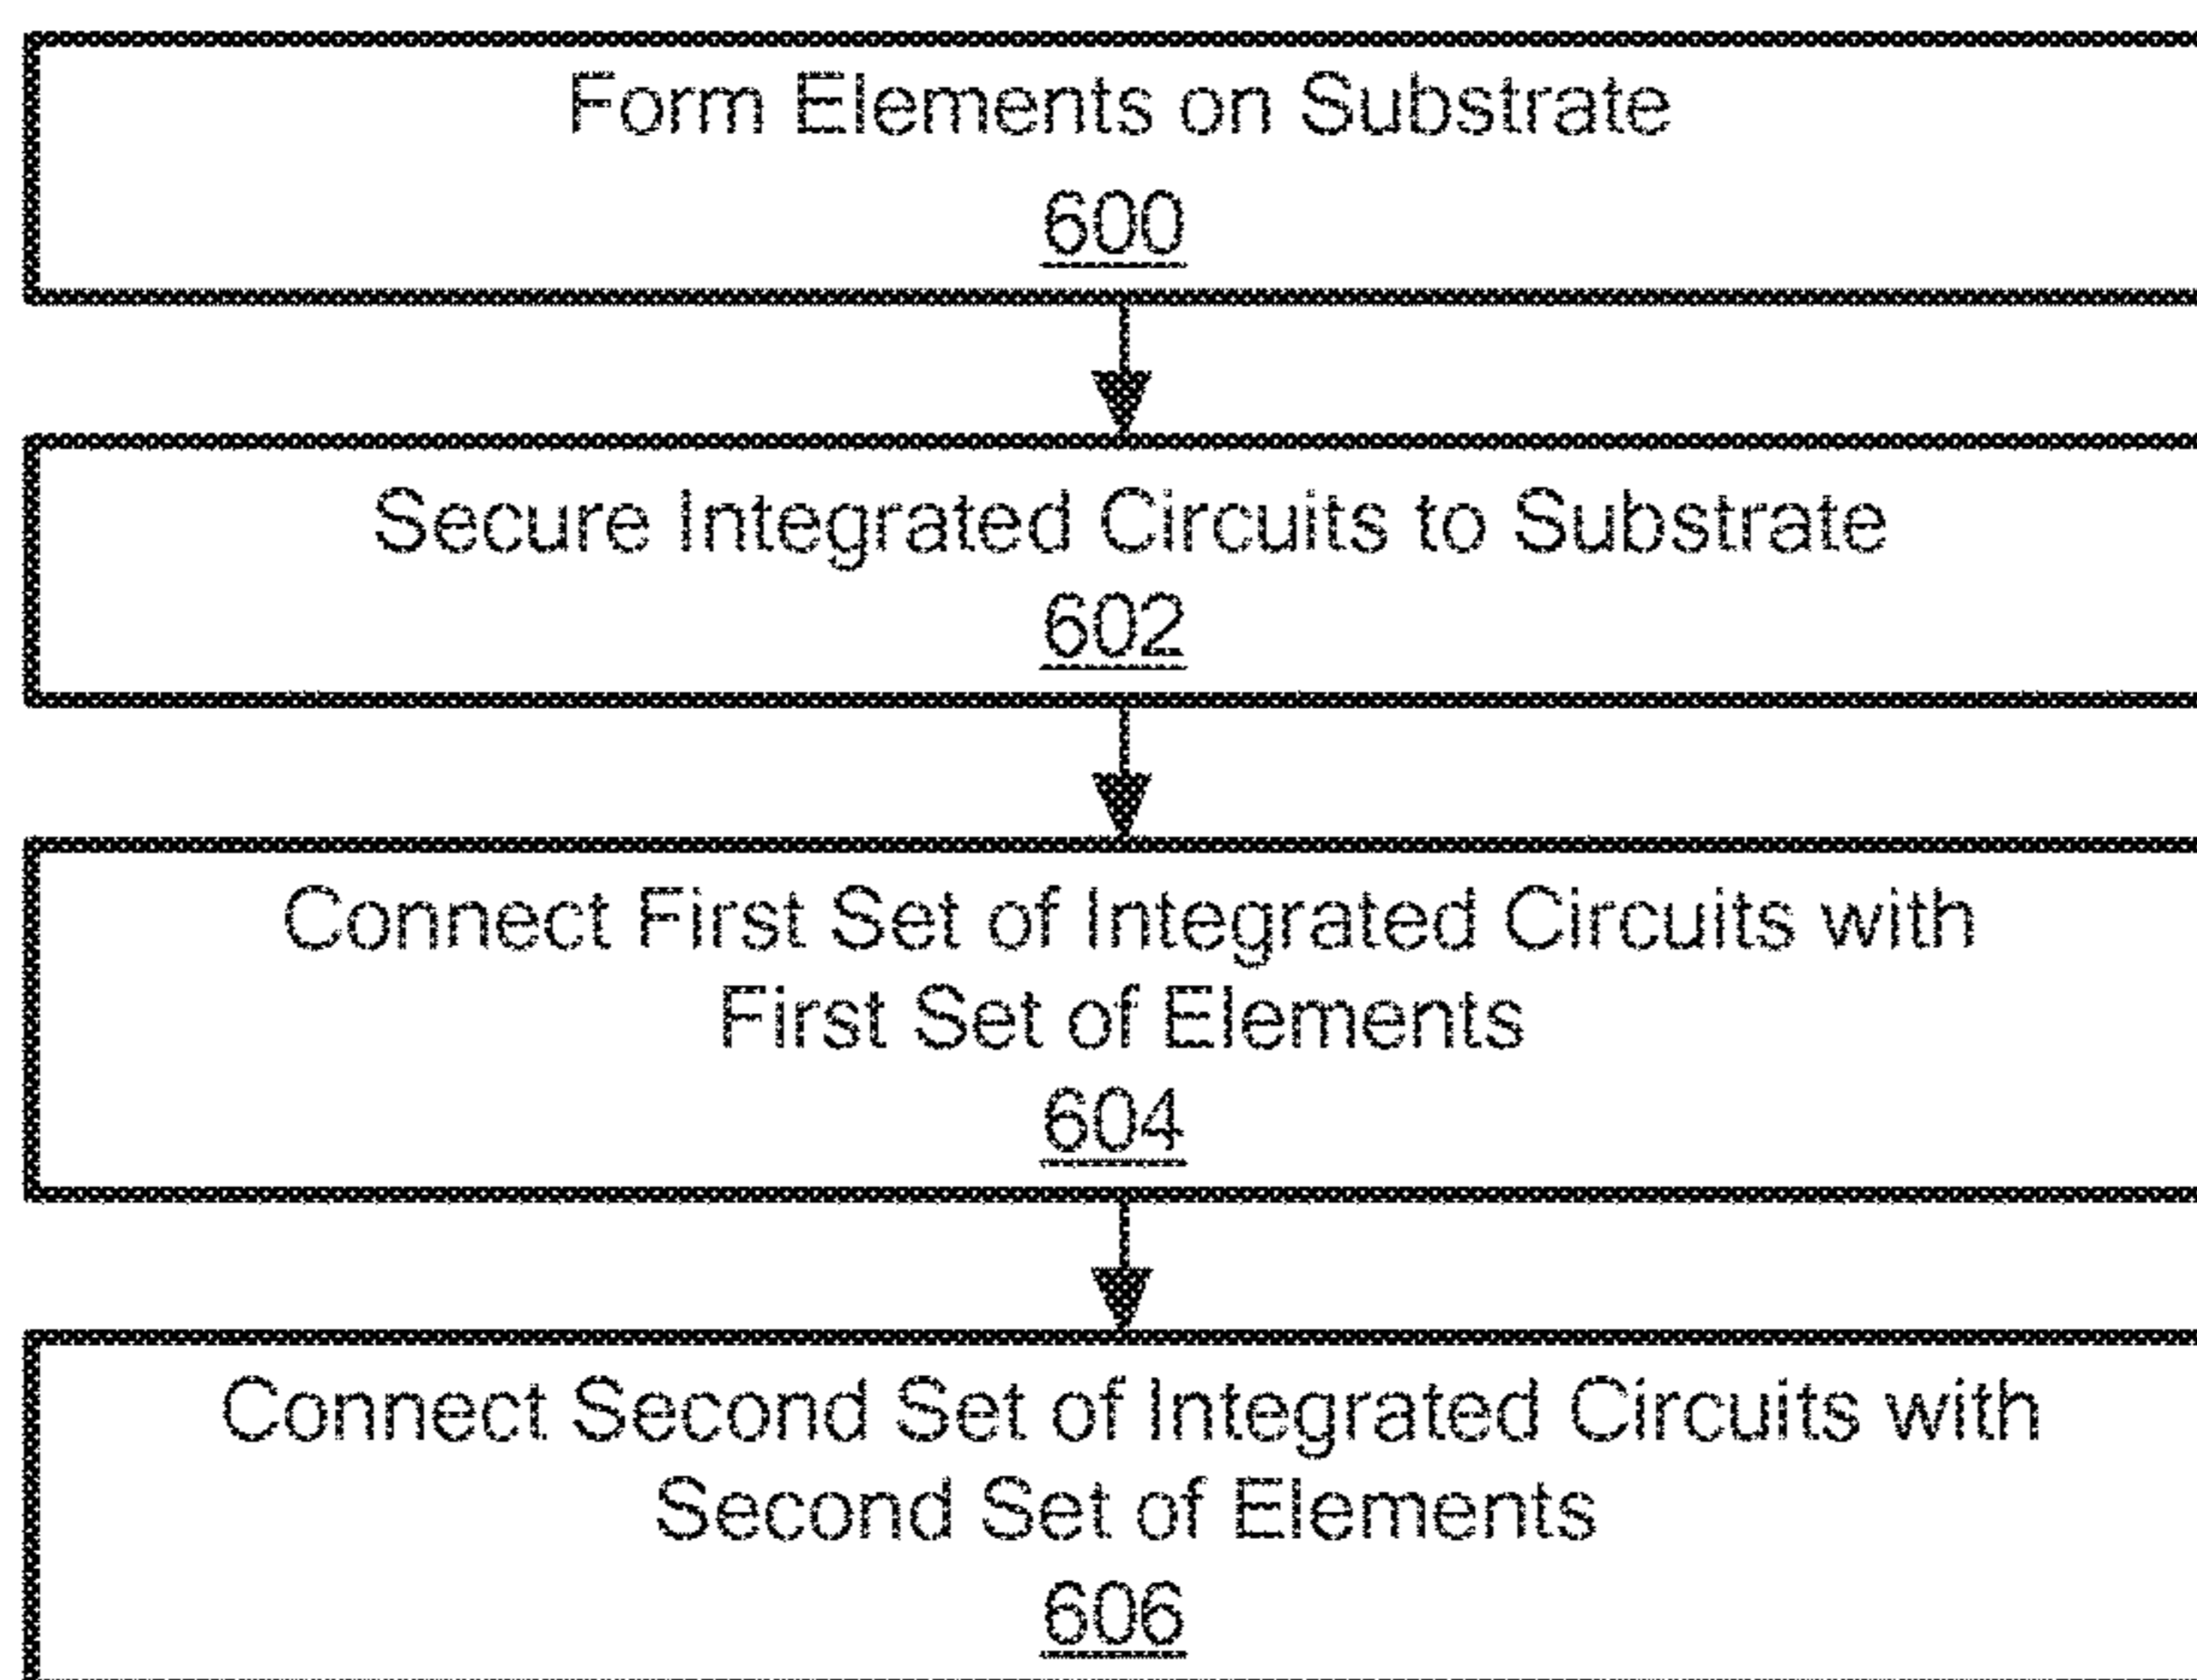 Form Elements on Substrate
600
Secure Integrated Circuits to Substrate
602
Connect First Set of Integrated Circuits with
First Set of Elements
604
Connect Second Set of Integrated Circuits with
Second Set of Elements
606